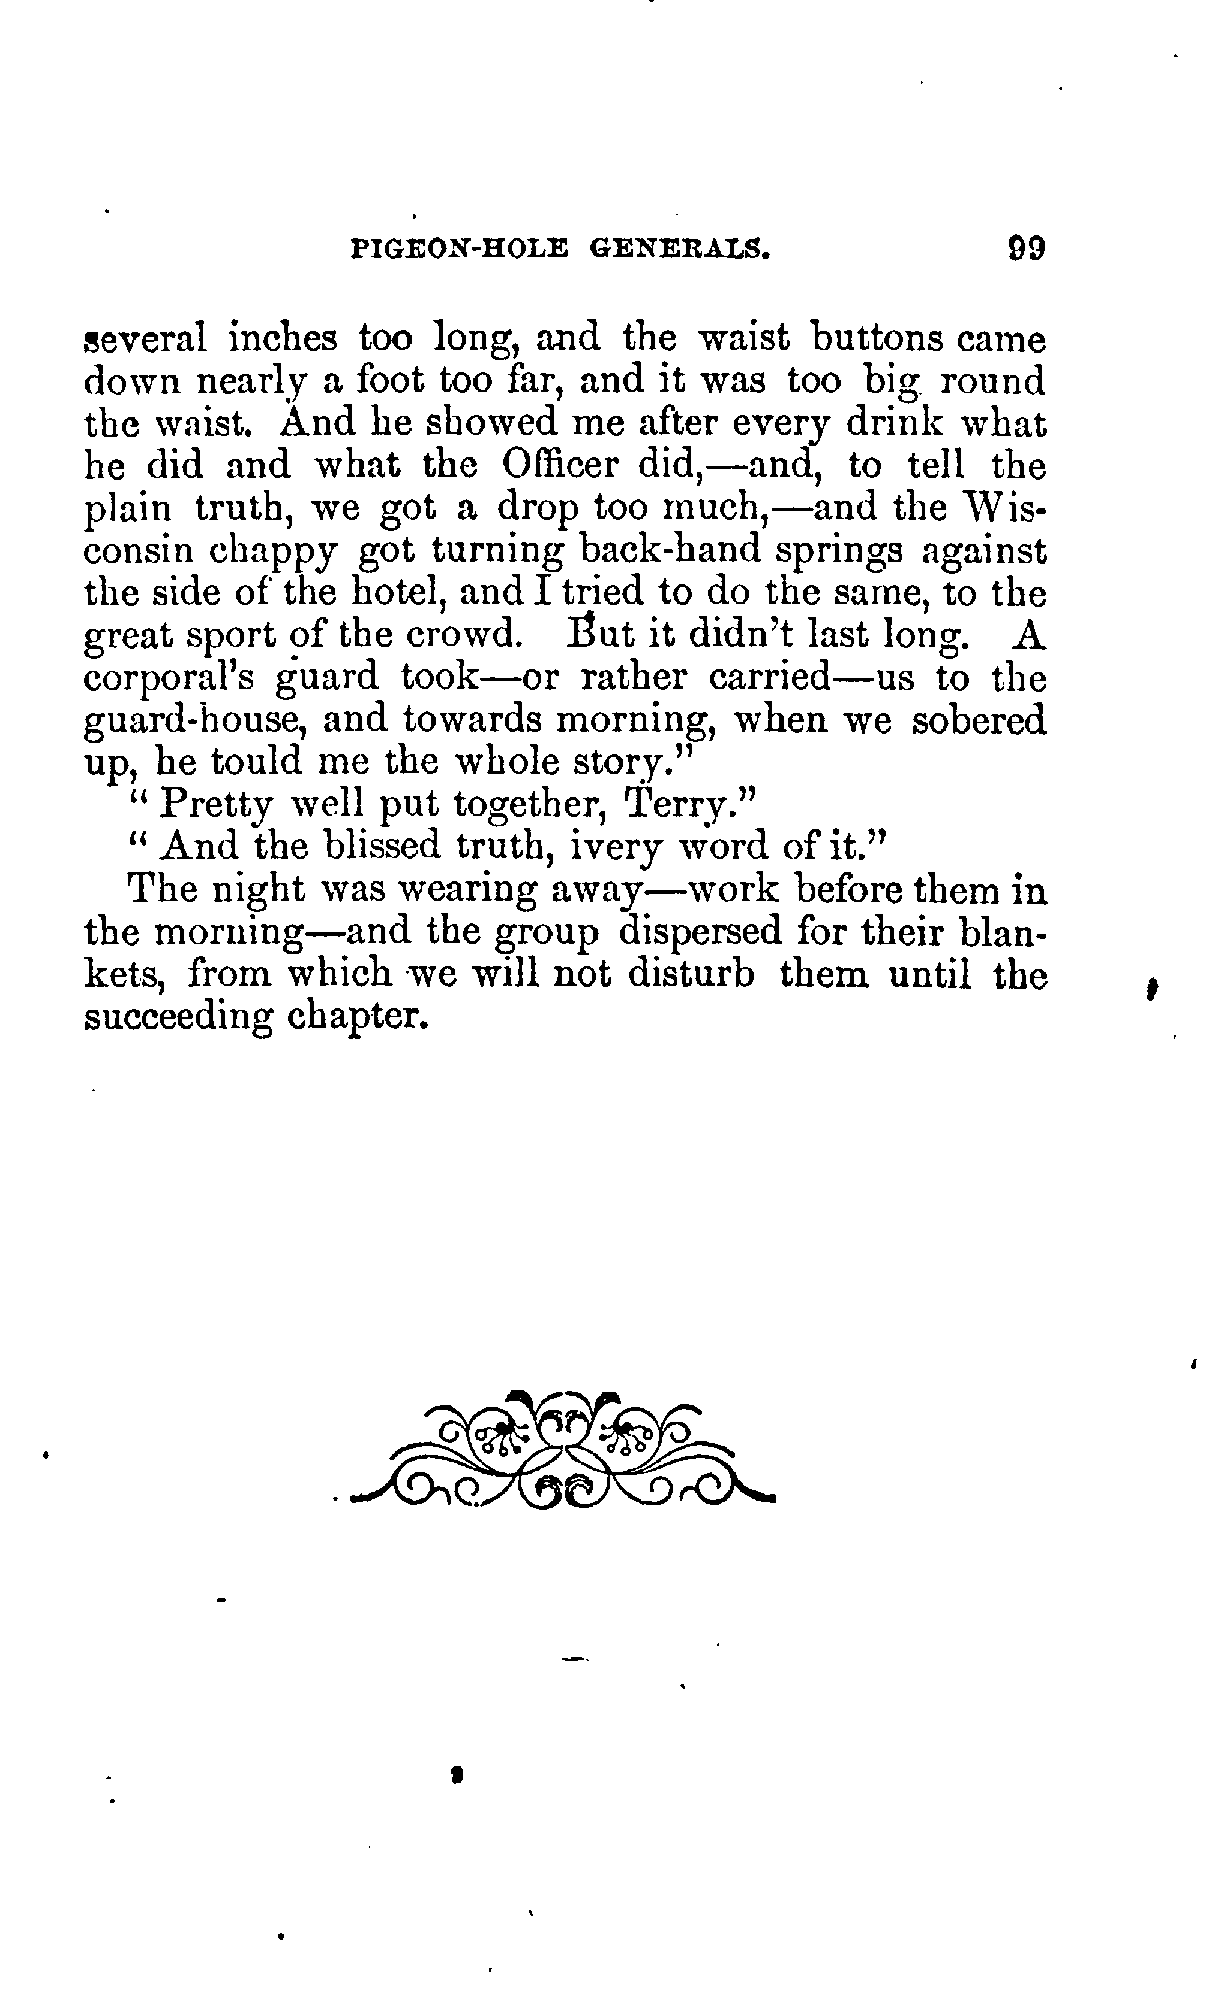 PIGEON-HOLE GENERALS. 99
several inches too long, and the waist buttons came
down nearly a foot too far, and it was too big round
the waist. And he showed me after every drink what
he did and what the Officer did,—and, to tell the
plain truth, we got a drop too much,—and the Wis-
consin chappy got turning back-hand springs against
the side of the hotel, and I tried to do the same, to the
great sport of the crowd. But it didn't last long. A
corporal's guard took—or rather carried—us to the
guard-house, and towards morning, when we sobered
up, he tould me the whole story."
"Pretty well put together, Terry."
"And the blissed truth, ivery word of it."
The night was wearing away—work before them in
the morning—and the group dispersed for their blan-
kets, from which we will not disturb them until the
succeeding chapter.